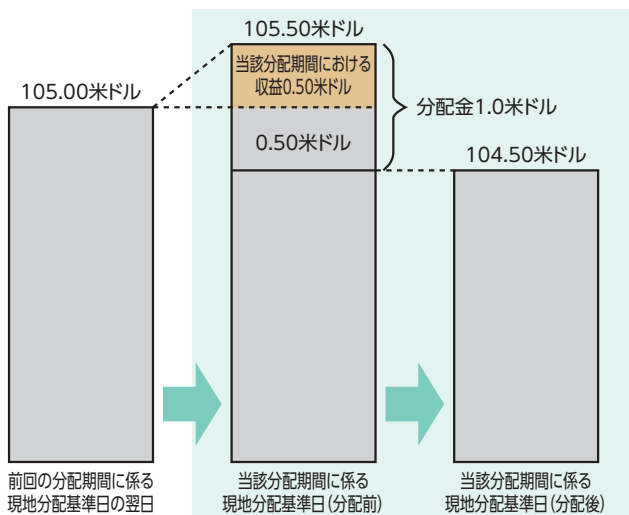 105.50米ドル
105.00米ドル
当該分配期間における
収益0.50米ドル
分配金1.0米ドル
0.50米ドル
104.50米ドル
前回の分配期間に係る
現地分配基準日の翌日
当該分配期間に係る
現地分配基準日(分配前)
当該分配期間に係る
現地分配基準日(分配後)